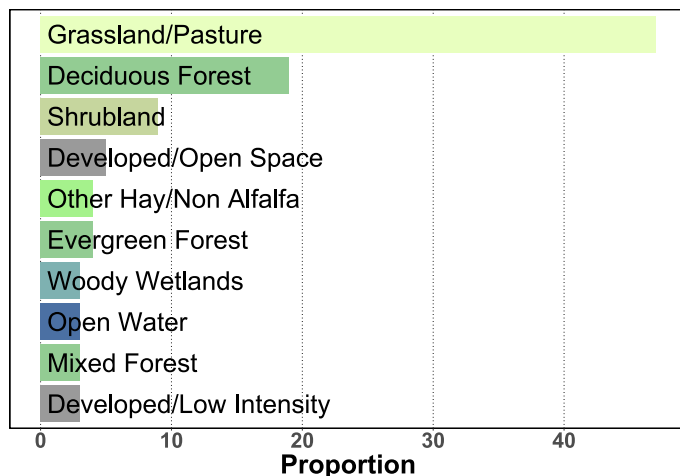 Grassland/Pasture
Deciduous Forest
Shrubland
Developed/Open Space
Other Hay/Non Alfalfa
Evergreen Forest
Woody Wetlands
Open Water
Mixed Forest
Developed/Low Intensity
0 10 20 30 40
Proportion